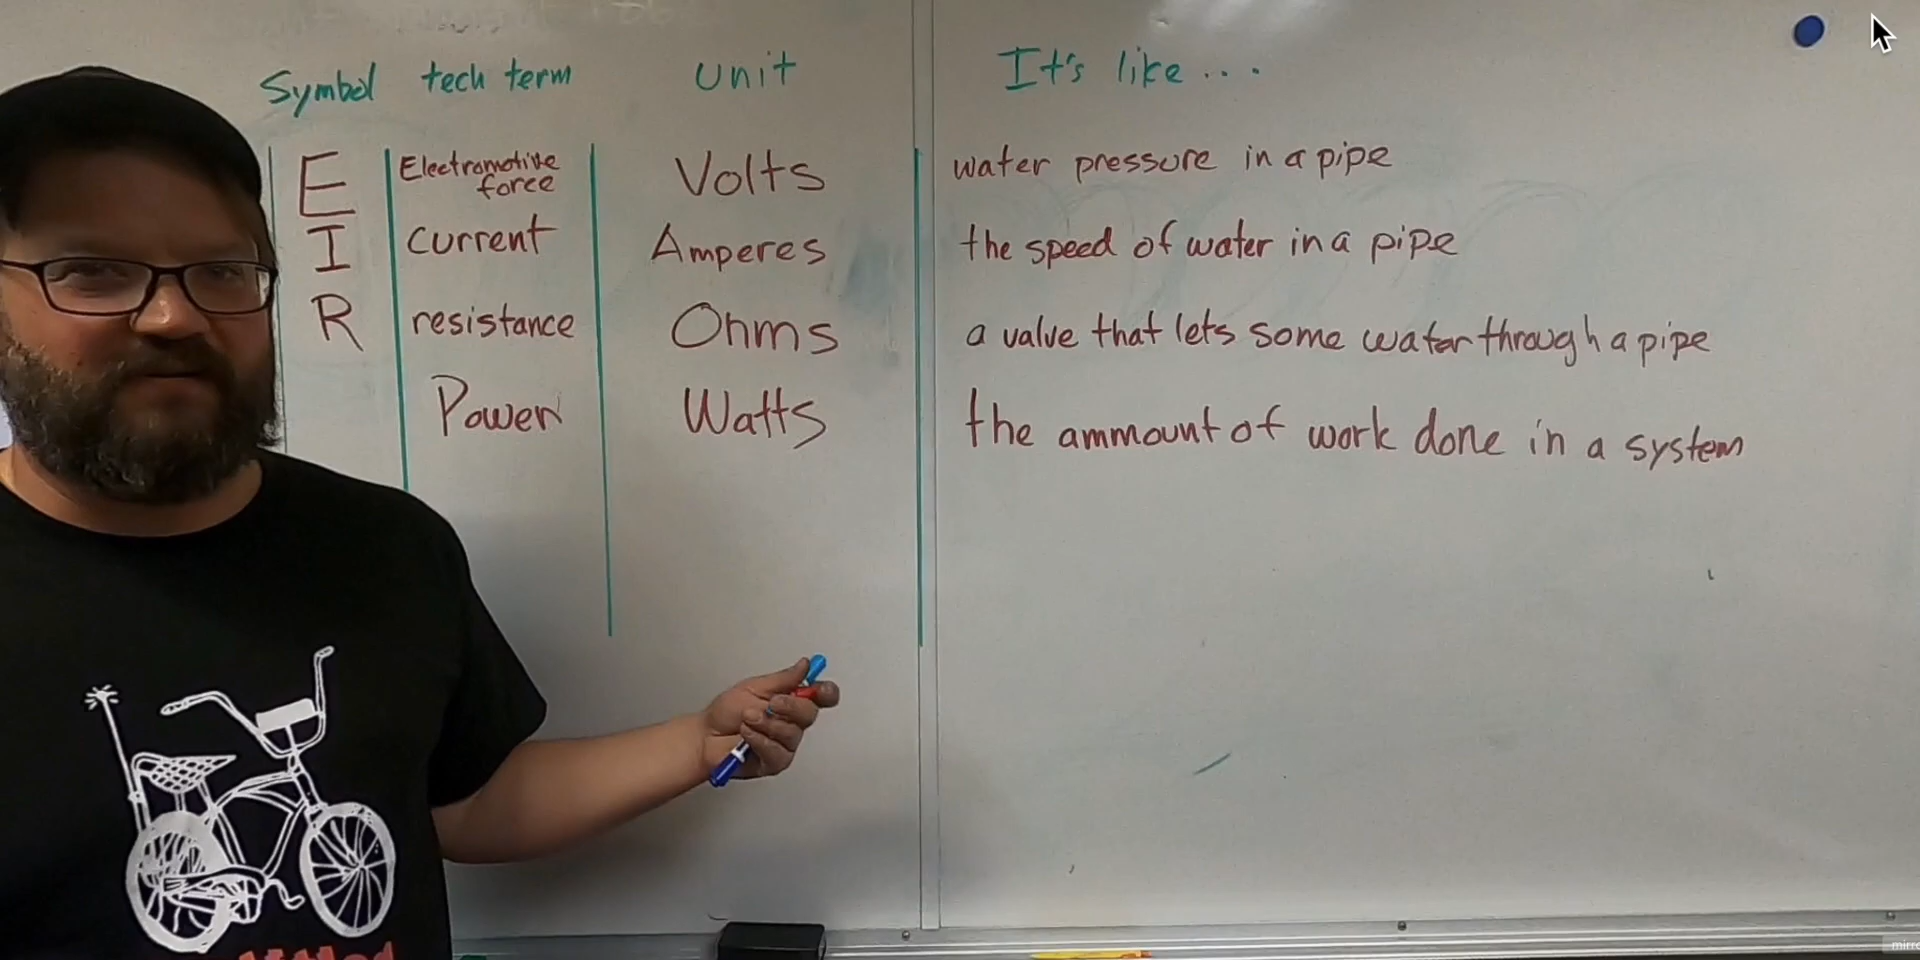 Symbol tech term unit It's like ...
E Electromotive force Volts water pressure in a pipe
I current Amperes the speed of water in a pipe
R resistance Ohms a valve that lets some water through a pipe
Power Watts the ammount of work done in a system